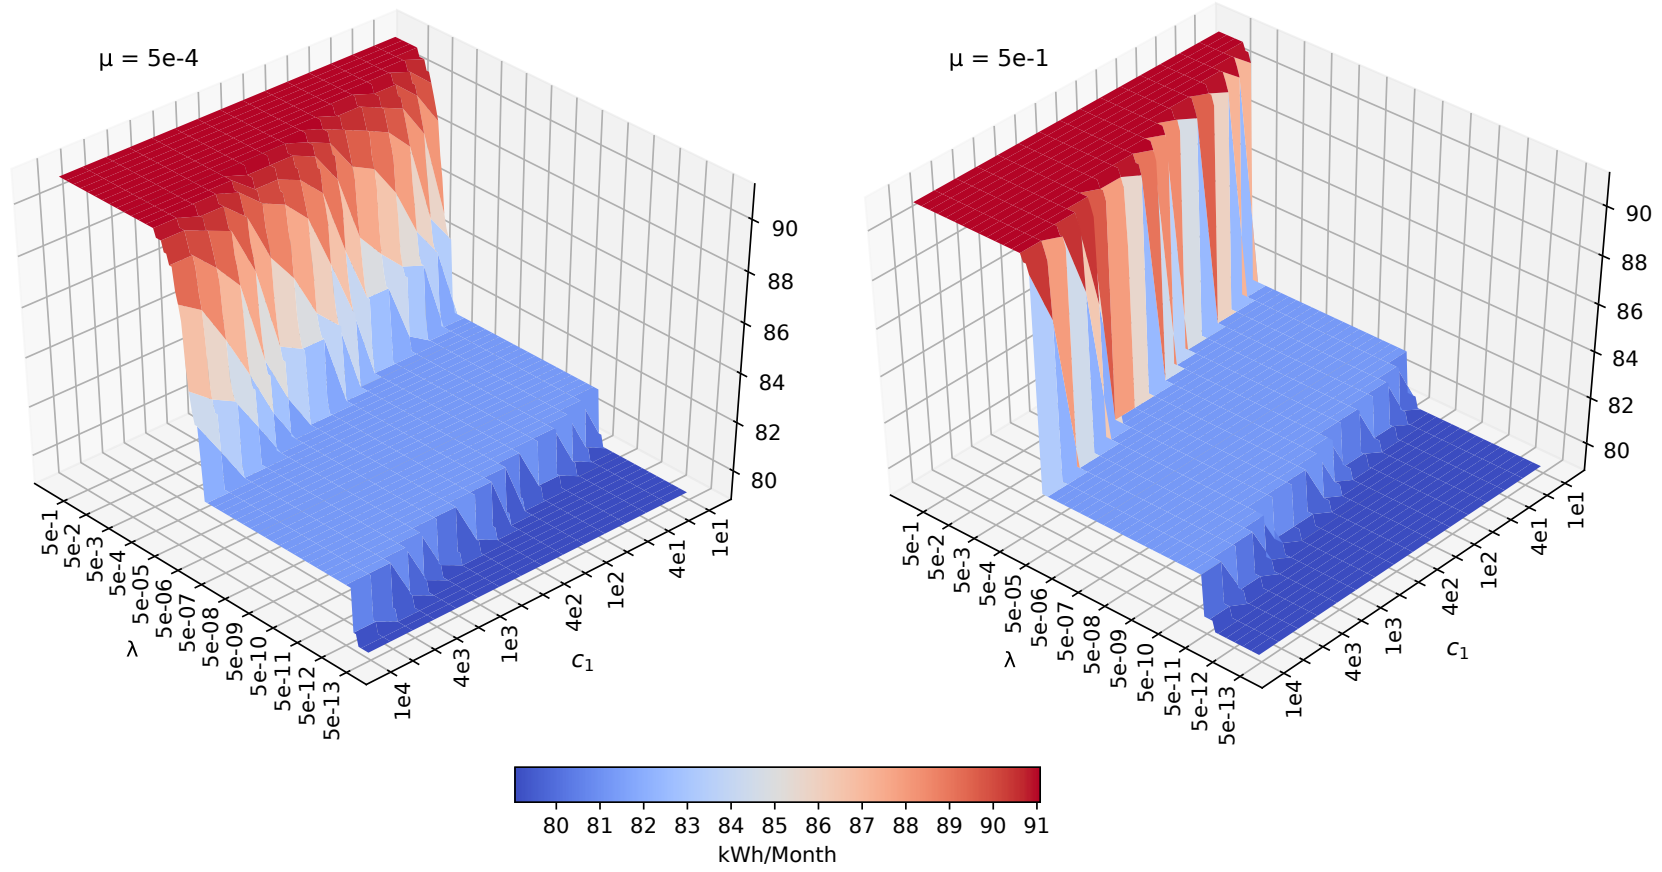 μ = 5e-4
90
88
86
84
82
80
5e-1
5e-2
5e-3
5e-4
5e-05
5e-06
5e-07
5e-08
5e-09
5e-10
5e-11
5e-12
5e-13
λ
1e4
4e3
1e3
4e2
1e2
4e1
1e1
c₁
μ = 5e-1
90
88
86
84
82
80
5e-1
5e-2
5e-3
5e-4
5e-05
5e-06
5e-07
5e-08
5e-09
5e-10
5e-11
5e-12
5e-13
λ
1e4
4e3
1e3
4e2
1e2
4e1
1e1
c₁
80 81 82 83 84 85 86 87 88 89 90 91
kWh/Month